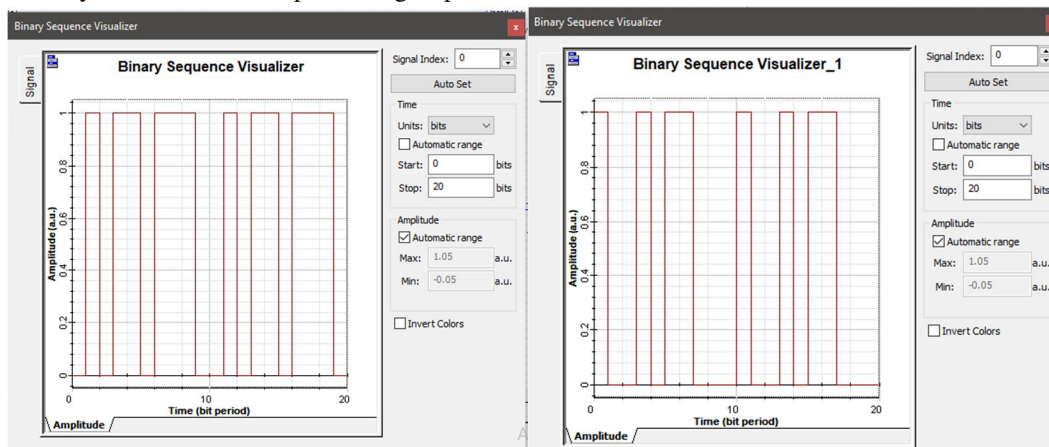 Binary Sequence Visualizer
x
Signal
Binary Sequence Visualizer
Amplitude (a.u.)
1
0.8
0.6
0.4
0.2
0
0
10
20
Time (bit period)
Amplitude
Signal Index: 0
Auto Set
Time
Units: bits
Automatic range
Start: 0 bits
Stop: 20 bits
Amplitude
Automatic range
Max: 1.05 a.u.
Min: -0.05 a.u.
Invert Colors
Binary Sequence Visualizer
Signal
Binary Sequence Visualizer_1
Amplitude (a.u.)
1
0.8
0.6
0.4
0.2
0
0
10
20
Time (bit period)
Amplitude
Signal Index: 0
Auto Set
Time
Units: bits
Automatic range
Start: 0 bits
Stop: 20 bits
Amplitude
Automatic range
Max: 1.05 a.u.
Min: -0.05 a.u.
Invert Colors